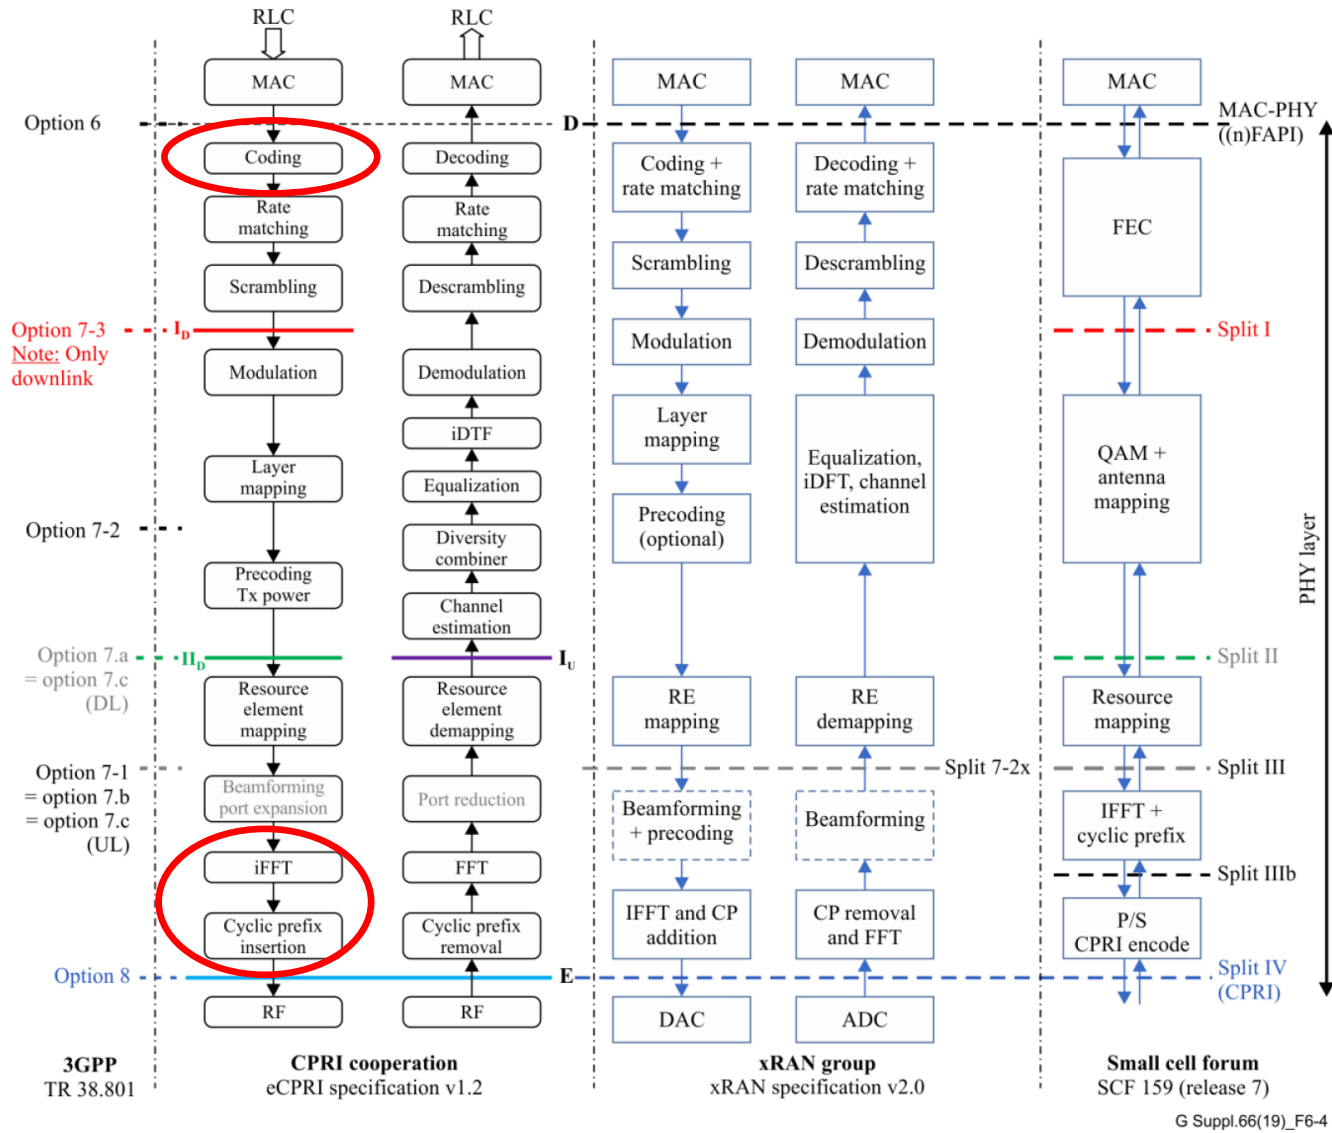 RLC
RLC
MAC
MAC
MAC
MAC
MAC
Option 6
D
MAC-PHY
((n)FAPI)
Coding
Decoding
Coding +
rate matching
Decoding +
rate matching
FEC
Rate
matching
Rate
matching
Scrambling
Descrambling
Scrambling
Descrambling
Option 7-3
Note: Only
downlink
I_D
Split I
Modulation
Demodulation
Modulation
Demodulation
iDTF
Layer
mapping
Equalization
Layer
mapping
Equalization,
iDFT, channel
estimation
QAM +
antenna
mapping
Option 7-2
Diversity
combiner
Precoding
(optional)
Precoding
Tx power
Channel
estimation
PHY layer
Option 7.a
= option 7.c
(DL)
II_D
I_U
Split II
Resource
element
mapping
Resource
element
demapping
RE
mapping
RE
demapping
Resource
mapping
Option 7-1
= option 7.b
= option 7.c
(UL)
Split 7-2x
Split III
Beamforming
port expansion
Port reduction
Beamforming
+ precoding
Beamforming
IFFT +
cyclic prefix
iFFT
FFT
Split IIIb
Cyclic prefix
insertion
Cyclic prefix
removal
IFFT and CP
addition
CP removal
and FFT
P/S
CPRI encode
Option 8
E
Split IV
(CPRI)
RF
RF
DAC
ADC
3GPP
TR 38.801
CPRI cooperation
eCPRI specification v1.2
xRAN group
xRAN specification v2.0
Small cell forum
SCF 159 (release 7)
G Suppl.66(19)_F6-4